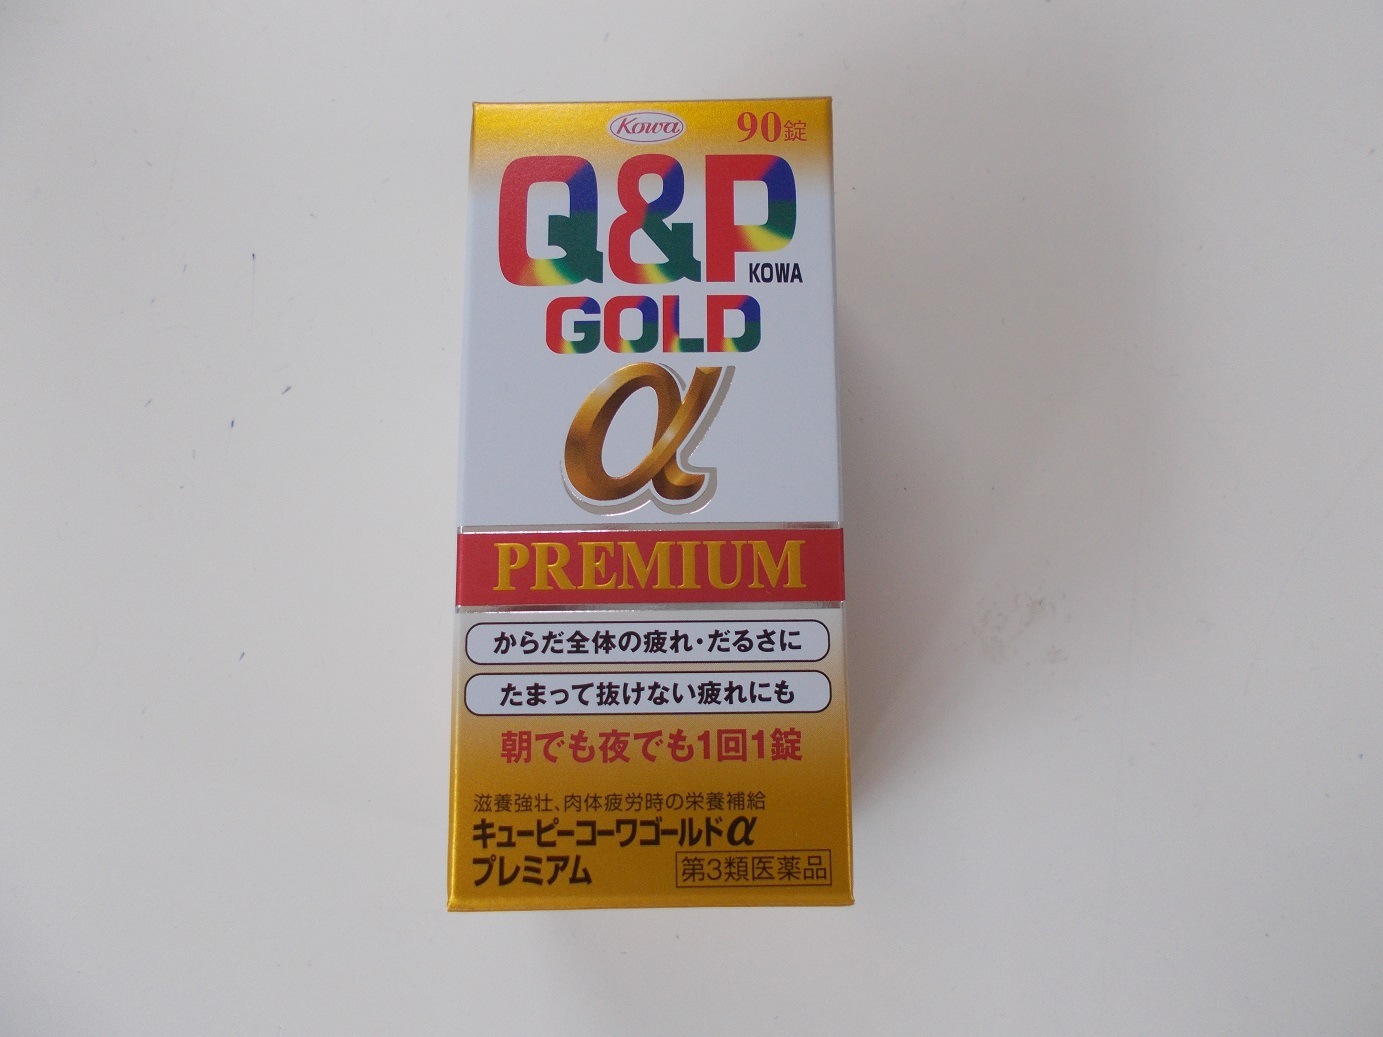 Kowa
90錠
Q&P
KOWA
GOLD
α
PREMIUM
からだ全体の疲れ・だるさに
たまって抜けない疲れにも
朝でも夜でも1回1錠
滋養強壮、肉体疲労時の栄養補給
キューピーコーワゴールドα
プレミアム
第3類医薬品